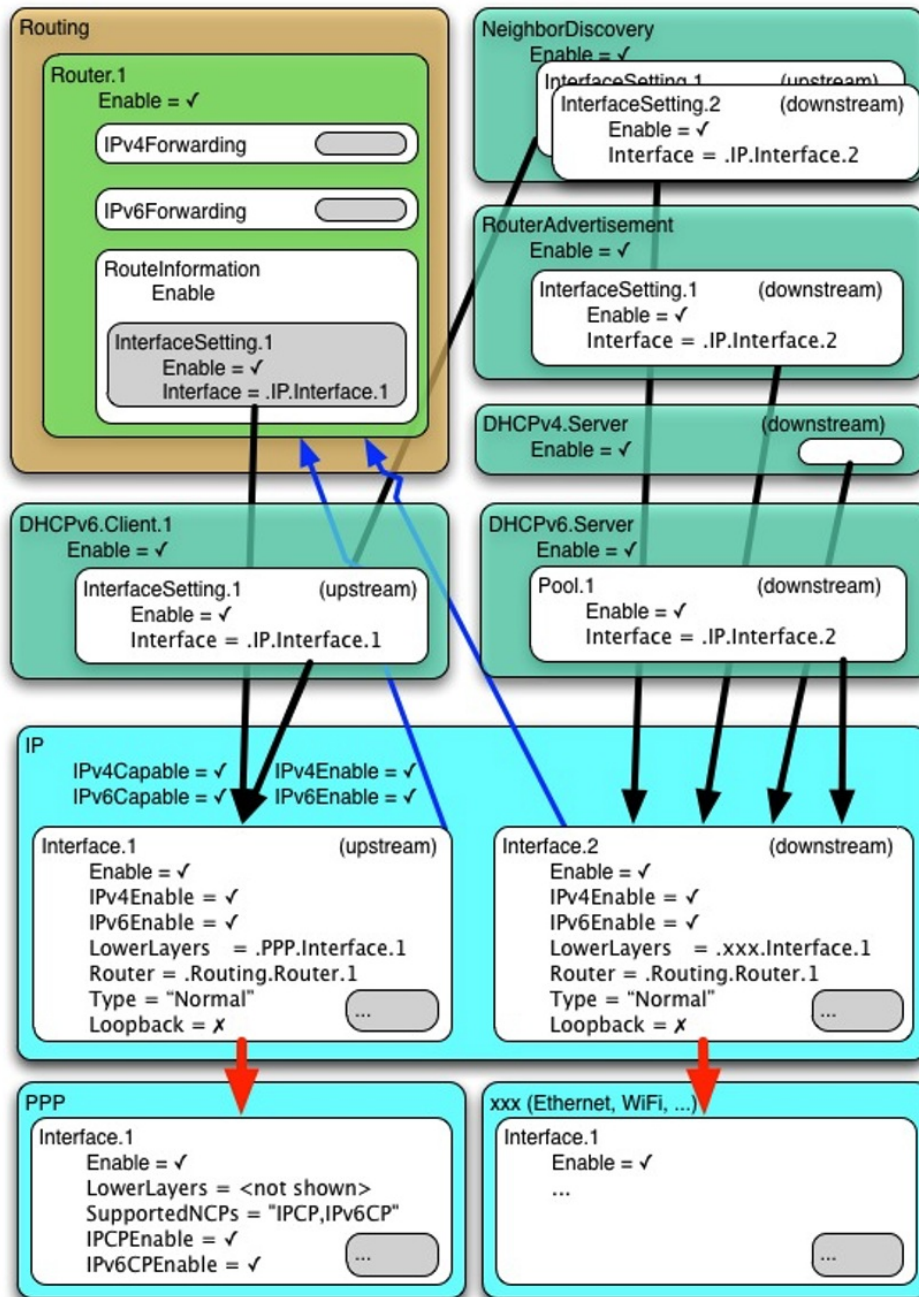 Routing
Router.1
Enable = ✓
IPv4Forwarding
IPv6Forwarding
RouteInformation
Enable
InterfaceSetting.1
Enable = ✓
Interface = .IP.Interface.1
NeighborDiscovery
Enable = ✓
InterfaceSetting.1 (upstream)
InterfaceSetting.2 (downstream)
Enable = ✓
Interface = .IP.Interface.2
RouterAdvertisement
Enable = ✓
InterfaceSetting.1 (downstream)
Enable = ✓
Interface = .IP.Interface.2
DHCPv4.Server (downstream)
Enable = ✓
DHCPv6.Client.1
Enable = ✓
InterfaceSetting.1 (upstream)
Enable = ✓
Interface = .IP.Interface.1
DHCPv6.Server
Enable = ✓
Pool.1 (downstream)
Enable = ✓
Interface = .IP.Interface.2
IP
IPv4Capable = ✓ IPv4Enable = ✓
IPv6Capable = ✓ IPv6Enable = ✓
Interface.1 (upstream)
Enable = ✓
IPv4Enable = ✓
IPv6Enable = ✓
LowerLayers = .PPP.Interface.1
Router = .Routing.Router.1
Type = “Normal”
Loopback = ✗
...
Interface.2 (downstream)
Enable = ✓
IPv4Enable = ✓
IPv6Enable = ✓
LowerLayers = .xxx.Interface.1
Router = .Routing.Router.1
Type = “Normal”
Loopback = ✗
...
PPP
Interface.1
Enable = ✓
LowerLayers = <not shown>
SupportedNCPs = "IPCP,IPv6CP"
IPCPEnable = ✓
IPv6CPEnable = ✓
...
xxx (Ethernet, WiFi, ...)
Interface.1
Enable = ✓
...
...